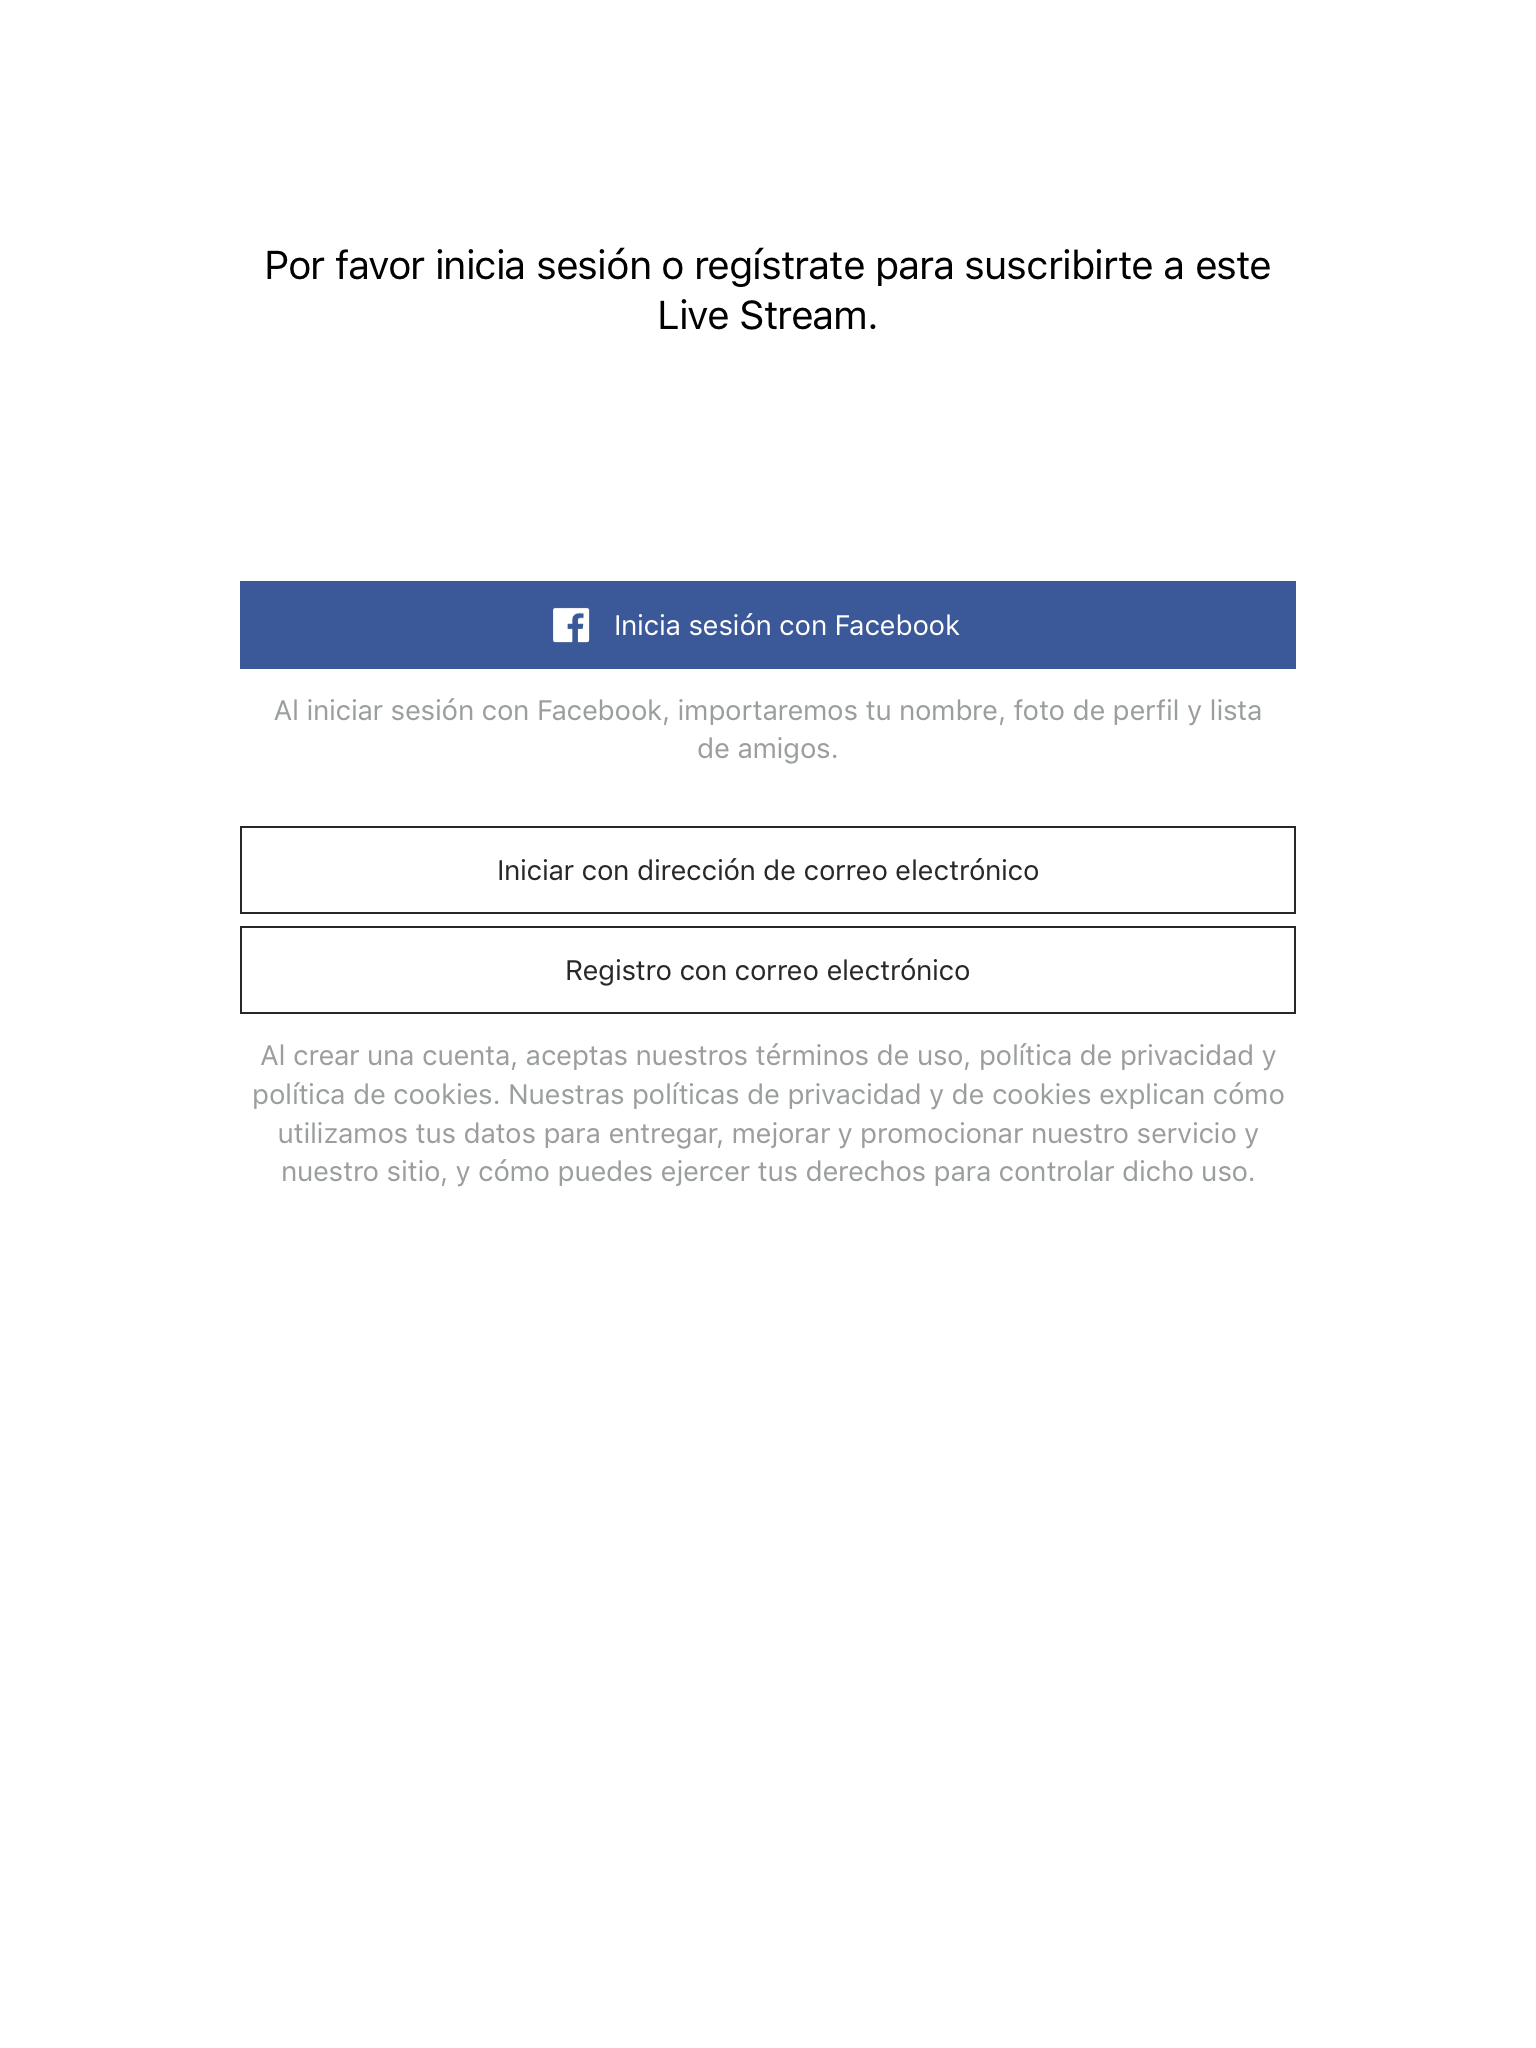 Por favor inicia sesión o regístrate para suscribirte a este
Live Stream.
Inicia sesión con Facebook
Al iniciar sesión con Facebook, importaremos tu nombre, foto de perfil y lista
de amigos.
Iniciar con dirección de correo electrónico
Registro con correo electrónico
Al crear una cuenta, aceptas nuestros términos de uso, política de privacidad y
política de cookies. Nuestras políticas de privacidad y de cookies explican cómo
utilizamos tus datos para entregar, mejorar y promocionar nuestro servicio y
nuestro sitio, y cómo puedes ejercer tus derechos para controlar dicho uso.